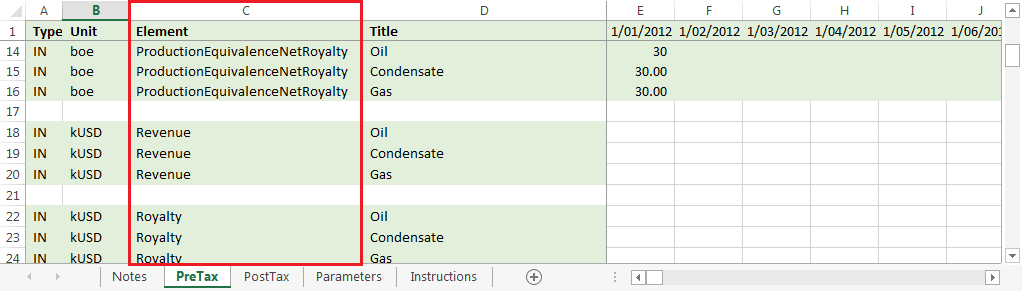 A B C D E F G H I J
1 Type Unit Element Title 1/01/2012 1/02/2012 1/03/2012 1/04/2012 1/05/2012 1/06/201
14 IN boe ProductionEquivalenceNetRoyalty Oil 30
15 IN boe ProductionEquivalenceNetRoyalty Condensate 30.00
16 IN boe ProductionEquivalenceNetRoyalty Gas 30.00
17
18 IN kUSD Revenue Oil
19 IN kUSD Revenue Condensate
20 IN kUSD Revenue Gas
21
22 IN kUSD Royalty Oil
23 IN kUSD Royalty Condensate
24 IN kUSD Royalty Gas
Notes PreTax PostTax Parameters Instructions